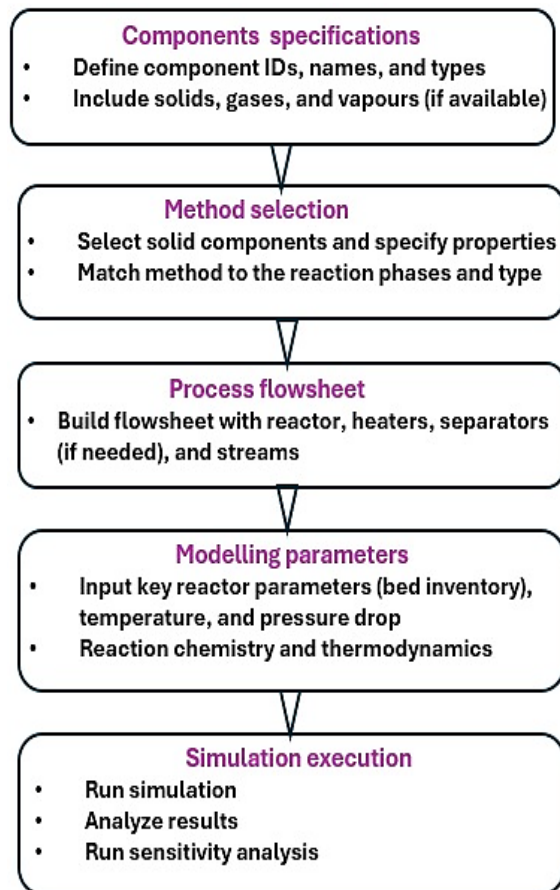 Components specifications
• Define component IDs, names, and types
• Include solids, gases, and vapours (if available)
Method selection
• Select solid components and specify properties
• Match method to the reaction phases and type
Process flowsheet
• Build flowsheet with reactor, heaters, separators
(if needed), and streams
Modelling parameters
• Input key reactor parameters (bed inventory),
temperature, and pressure drop
• Reaction chemistry and thermodynamics
Simulation execution
• Run simulation
• Analyze results
• Run sensitivity analysis